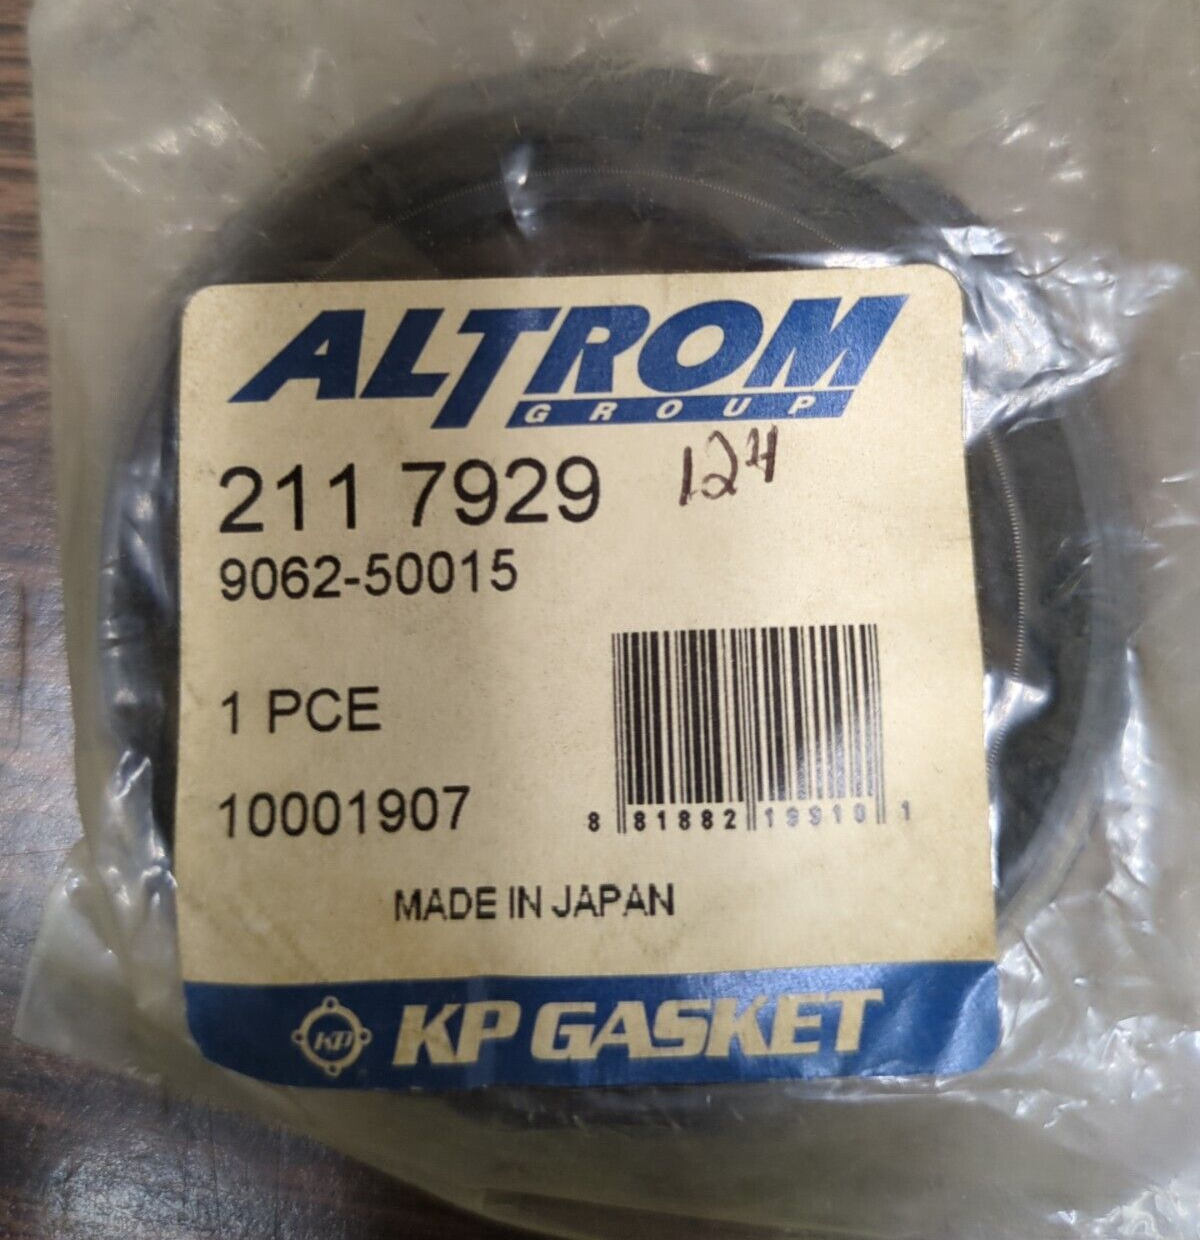 ALTROM
GROUP
211 7929
124
9062-50015
1 PCE
10001907
8 81882 19910 1
MADE IN JAPAN
KP KP GASKET